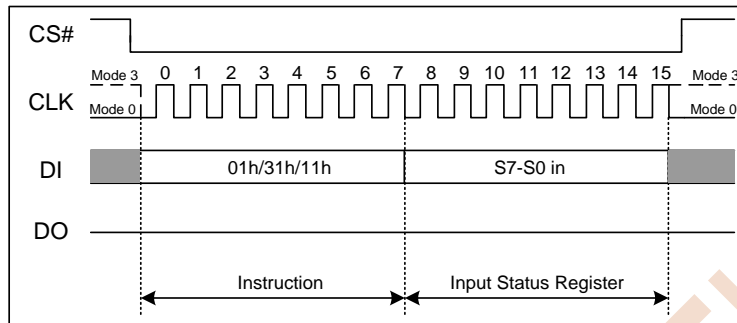 CS#
Mode 3 0 1 2 3 4 5 6 7 8 9 10 11 12 13 14 15 Mode 3
CLK
Mode 0 Mode 0
DI 01h/31h/11h S7-S0 in
DO
Instruction Input Status Register